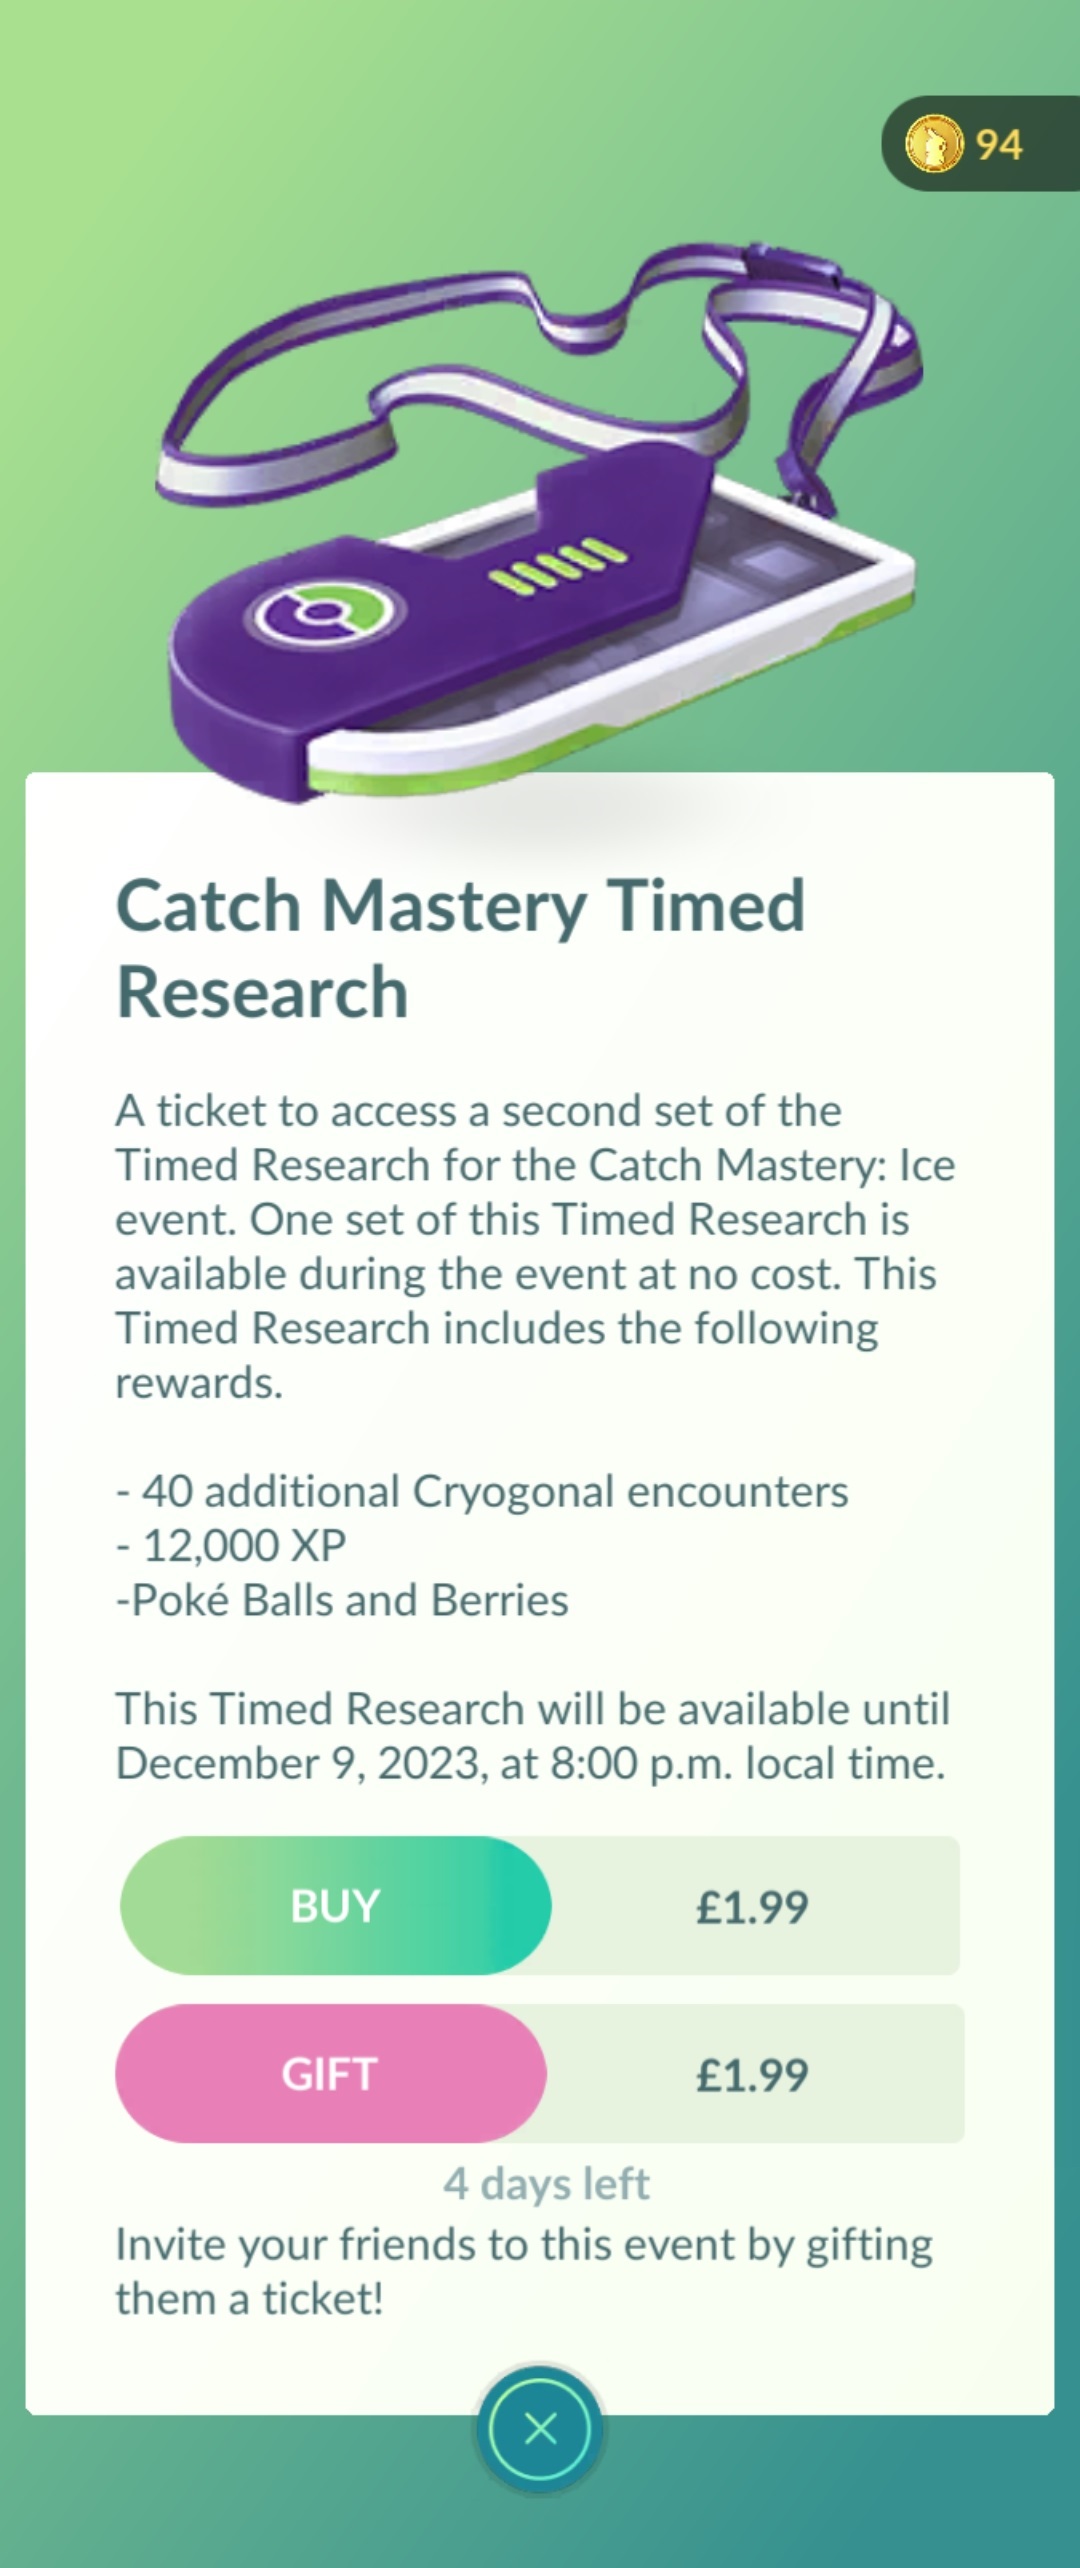 94
Catch Mastery Timed
Research
A ticket to access a second set of the
Timed Research for the Catch Mastery: Ice
event. One set of this Timed Research is
available during the event at no cost. This
Timed Research includes the following
rewards.
- 40 additional Cryogonal encounters
- 12,000 XP
-Poké Balls and Berries
This Timed Research will be available until
December 9, 2023, at 8:00 p.m. local time.
BUY £1.99
GIFT £1.99
4 days left
Invite your friends to this event by gifting
them a ticket!